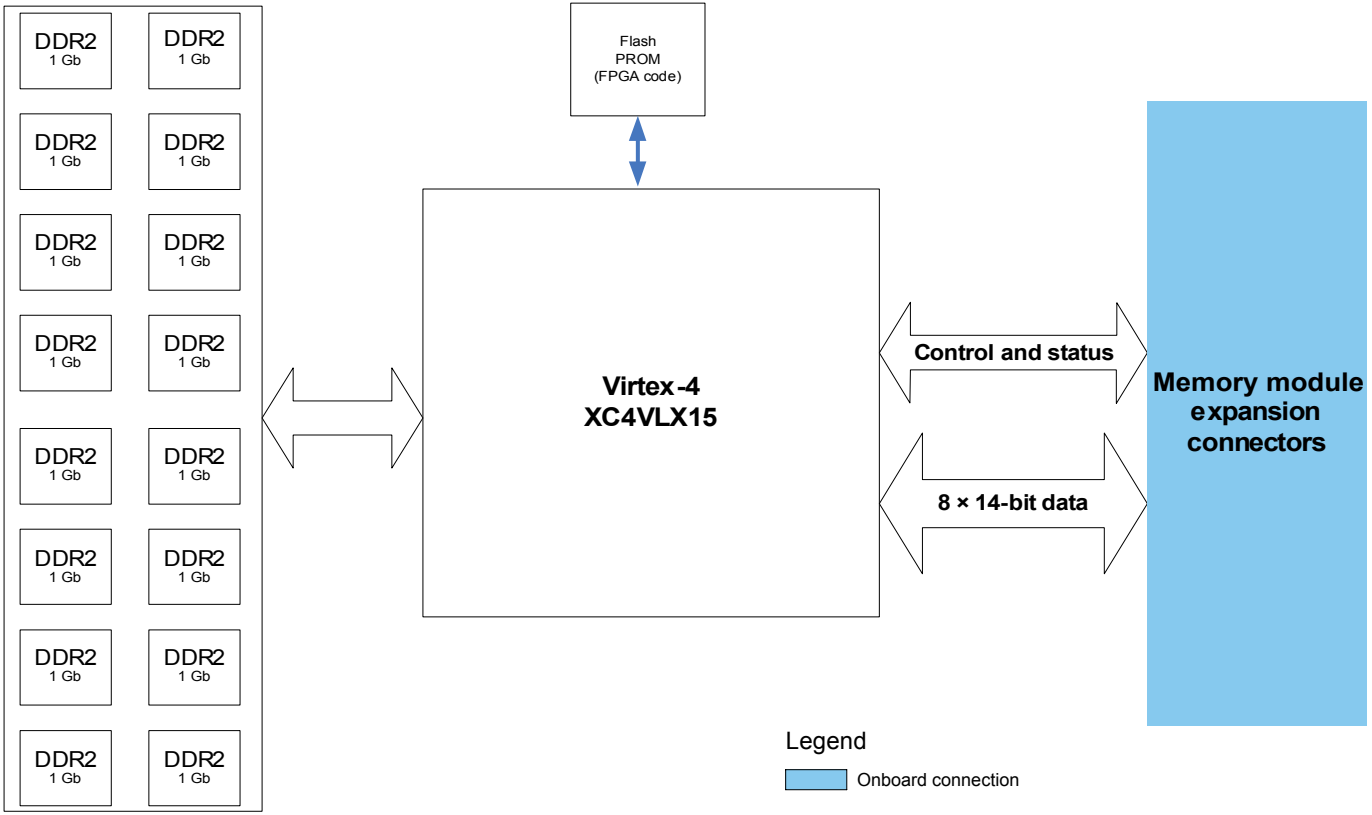 DDR2
1 Gb
DDR2
1 Gb
DDR2
1 Gb
DDR2
1 Gb
DDR2
1 Gb
DDR2
1 Gb
DDR2
1 Gb
DDR2
1 Gb
DDR2
1 Gb
DDR2
1 Gb
DDR2
1 Gb
DDR2
1 Gb
DDR2
1 Gb
DDR2
1 Gb
DDR2
1 Gb
DDR2
1 Gb
Flash
PROM
(FPGA code)
Virtex-4
XC4VLX15
Control and status
8 × 14-bit data
Memory module
expansion
connectors
Legend
Onboard connection